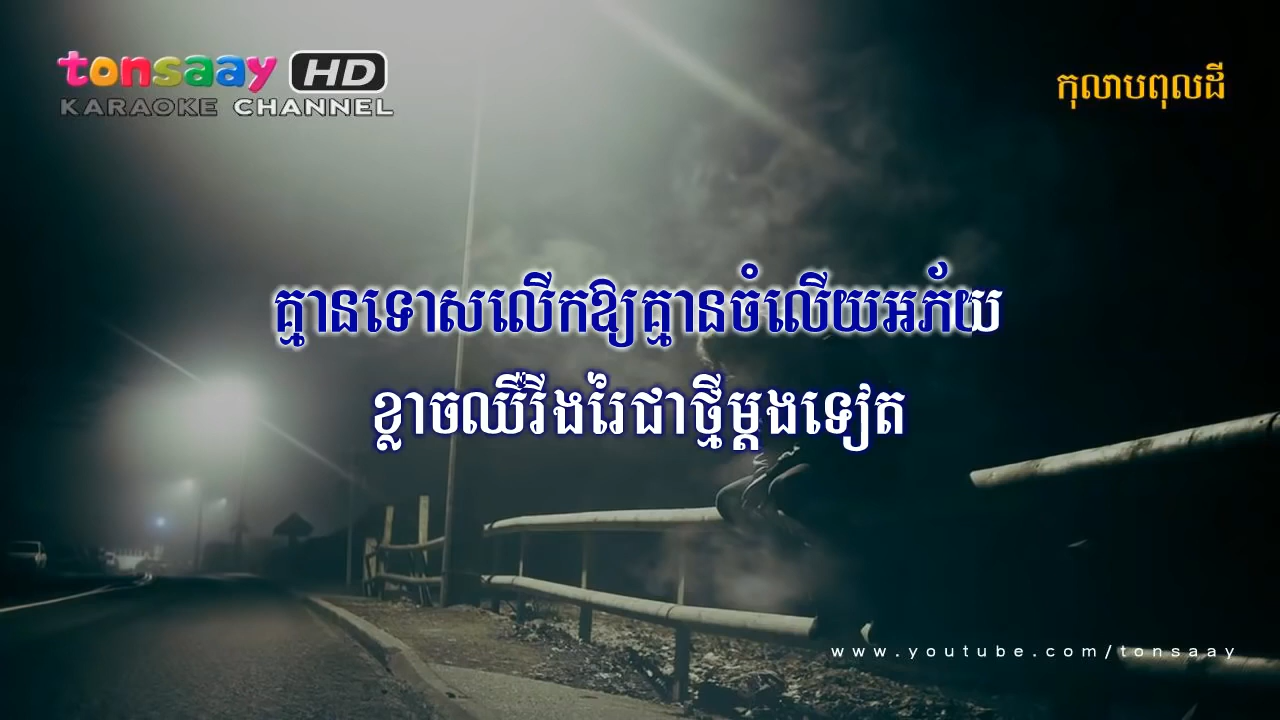 tonsaay HD
KARAOKE CHANNEL
កុលាបពុលដី
គ្មានទោសលើកឱ្យគ្មានចំលើយអភ័យ
ខ្លាចឈឺរីងរៃជាថ្មីម្ដងទៀត
www.youtube.com/tonsaay